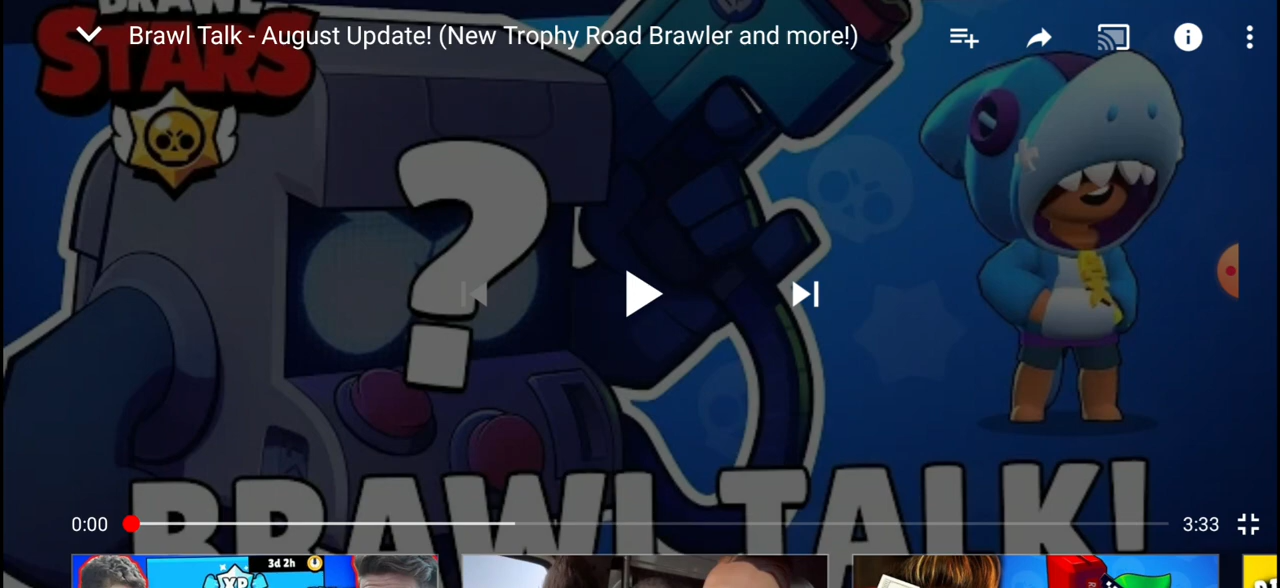 BRAWL
STARS
Brawl Talk - August Update! (New Trophy Road Brawler and more!)
?
BRAWL TALK!
0:00
3:33
3d 2h
XP